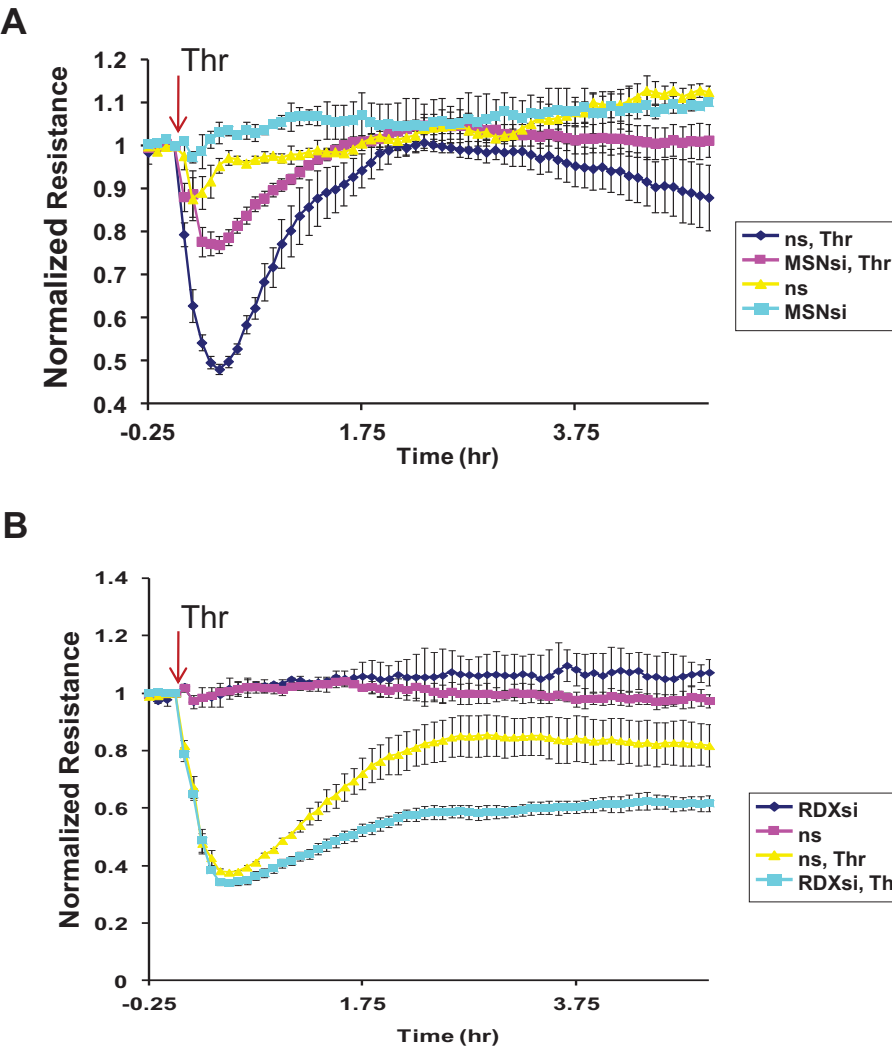 A
Thr
Normalized Resistance
1.2
1.1
1
0.9
0.8
0.7
0.6
0.5
0.4
-0.25
1.75
3.75
Time (hr)
ns, Thr
MSNsi, Thr
ns
MSNsi
B
Thr
Normalized Resistance
1.4
1.2
1
0.8
0.6
0.4
0.2
0
-0.25
1.75
3.75
Time (hr)
RDXsi
ns
ns, Thr
RDXsi, Th